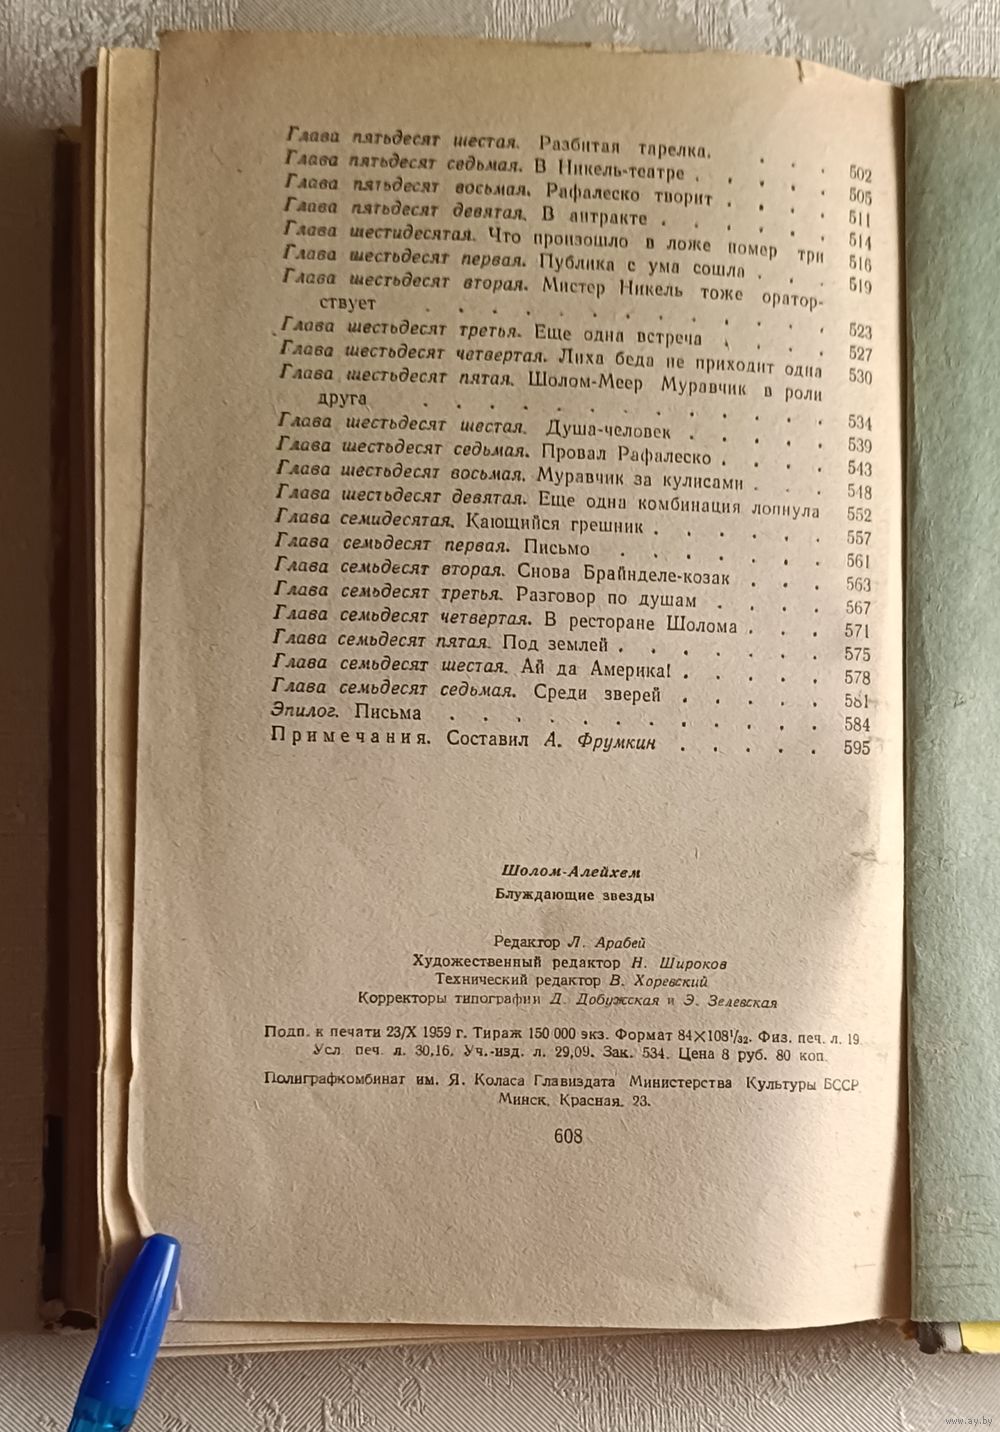 Глава пятьдесят шестая. Разбитая тарелка. . . . 502
Глава пятьдесят седьмая. В Никель-театре . . . . . 505
Глава пятьдесят восьмая. Рафалеско творит . . . . 511
Глава пятьдесят девятая. В антракте . . . . . . 514
Глава шестидесятая. Что произошло в ложе номер три 516
Глава шестьдесят первая. Публика с ума сошла . . . 519
Глава шестьдесят вторая. Мистер Никель тоже оратор-
ствует . . . . . . . . . . . . . 523
Глава шестьдесят третья. Еще одна встреча . . . . 527
Глава шестьдесят четвертая. Лиха беда не приходит одна 530
Глава шестьдесят пятая. Шолом-Меер Муравчик в роли
друга . . . . . . . . . . . . . 534
Глава шестьдесят шестая. Душа-человек . . . . . 539
Глава шестьдесят седьмая. Провал Рафалеско . . . . 543
Глава шестьдесят восьмая. Муравчик за кулисами . . . 548
Глава шестьдесят девятая. Еще одна комбинация лопнула 552
Глава семидесятая. Кающийся грешник . . . . . . 557
Глава семьдесят первая. Письмо . . . . . . . 561
Глава семьдесят вторая. Снова Брайнделе-козак . . . 563
Глава семьдесят третья. Разговор по душам . . . . 567
Глава семьдесят четвертая. В ресторане Шолома . . . 571
Глава семьдесят пятая. Под землей . . . . . . . 575
Глава семьдесят шестая. Ай да Америка! . . . . . 578
Глава семьдесят седьмая. Среди зверей . . . . . 581
Эпилог. Письма . . . . . . . . . . . . 584
Примечания. Составил А. Фрумкин . . . . . 595
Шолом-Алейхем
Блуждающие звезды
Редактор Л. Арабей
Художественный редактор Н. Широков
Технический редактор В. Хоревский
Корректоры типографии Д. Добужская и Э. Зелевская
Подп. к печати 23/X 1959 г. Тираж 150 000 экз. Формат 84×108¹/₃₂. Физ. печ. л. 19
Усл. печ. л. 30,16. Уч.-изд. л. 29,09. Зак. 534. Цена 8 руб. 80 коп.
Полиграфкомбинат им. Я. Коласа Главиздата Министерства Культуры БССР
Минск, Красная, 23.
608
www.ay.by